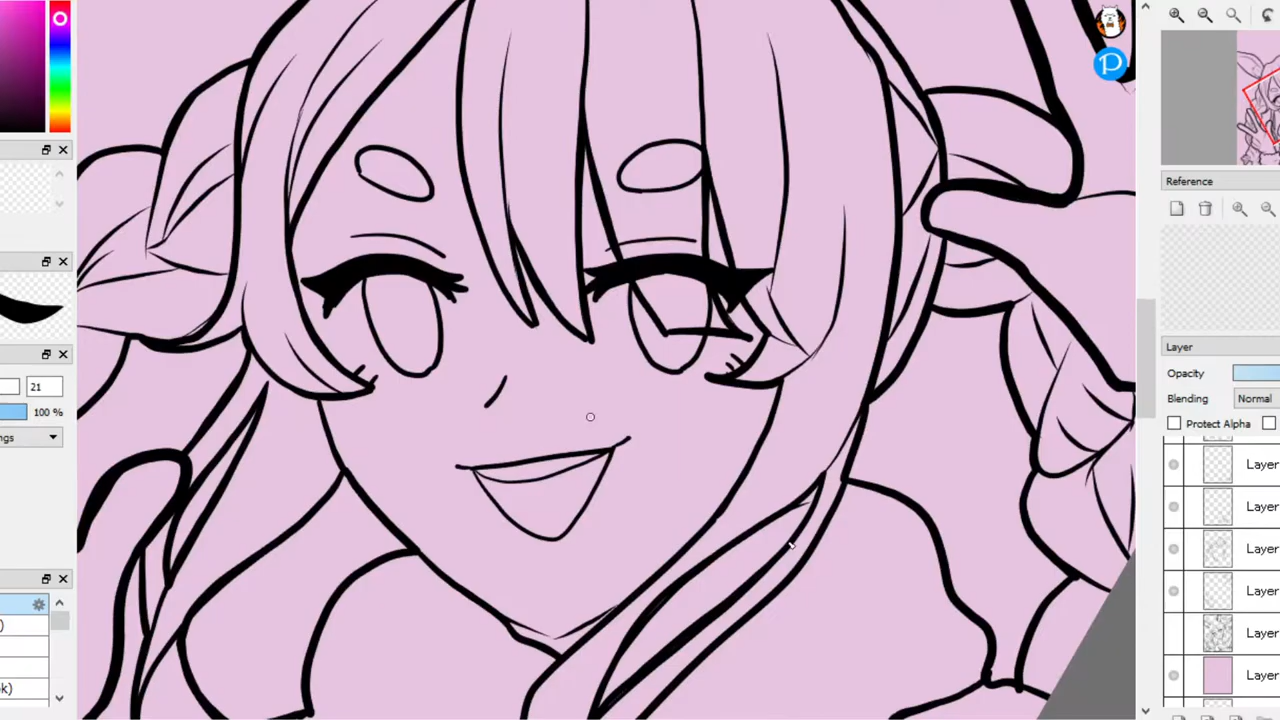 Reference
Layer
21
Opacity
100 %
Blending
Normal
ngs
Protect Alpha
Layer
Layer
Layer
Layer
)
Layer
k)
Layer